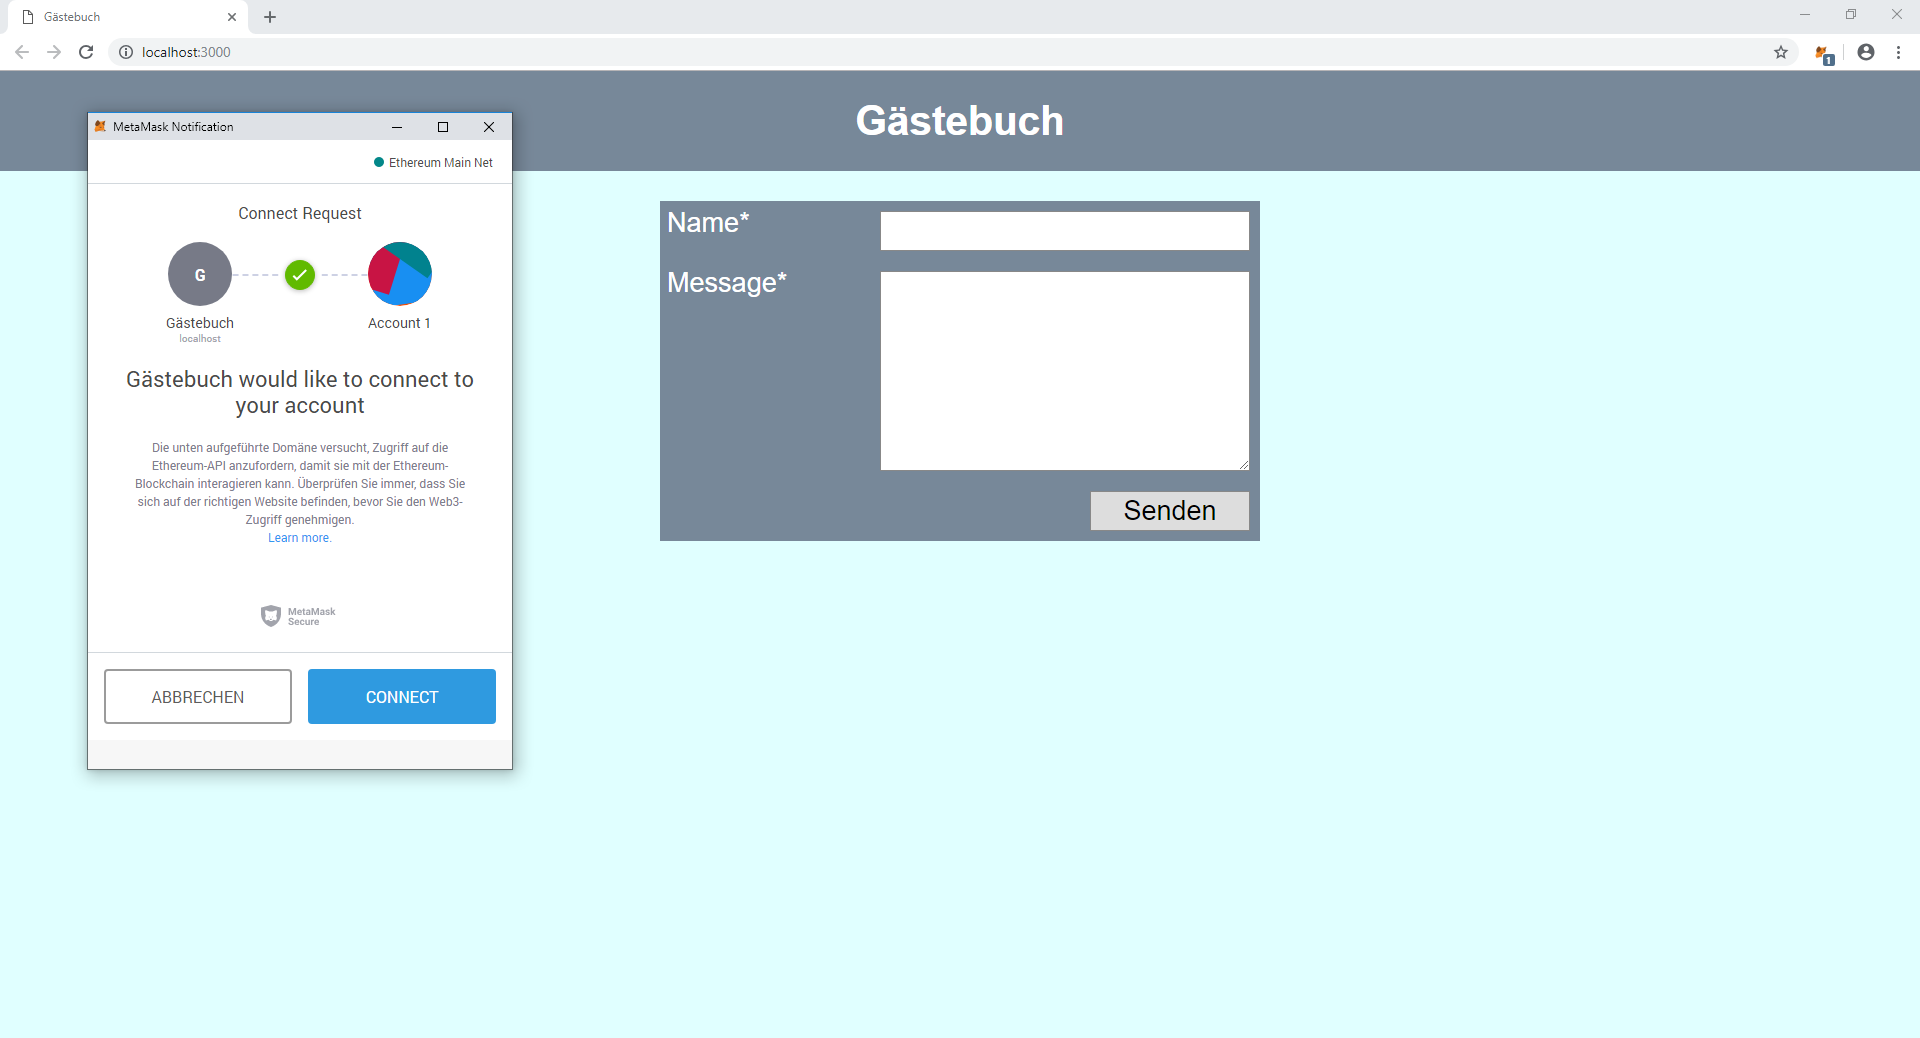 Gästebuch
localhost:3000
1
Gästebuch
MetaMask Notification
Ethereum Main Net
Connect Request
G
Gästebuch
localhost
Account 1
Gästebuch would like to connect to
your account
Die unten aufgeführte Domäne versucht, Zugriff auf die
Ethereum-API anzufordern, damit sie mit der Ethereum-
Blockchain interagieren kann. Überprüfen Sie immer, dass Sie
sich auf der richtigen Website befinden, bevor Sie den Web3-
Zugriff genehmigen.
Learn more.
MetaMask
Secure
ABBRECHEN
CONNECT
Name*
Message*
Senden